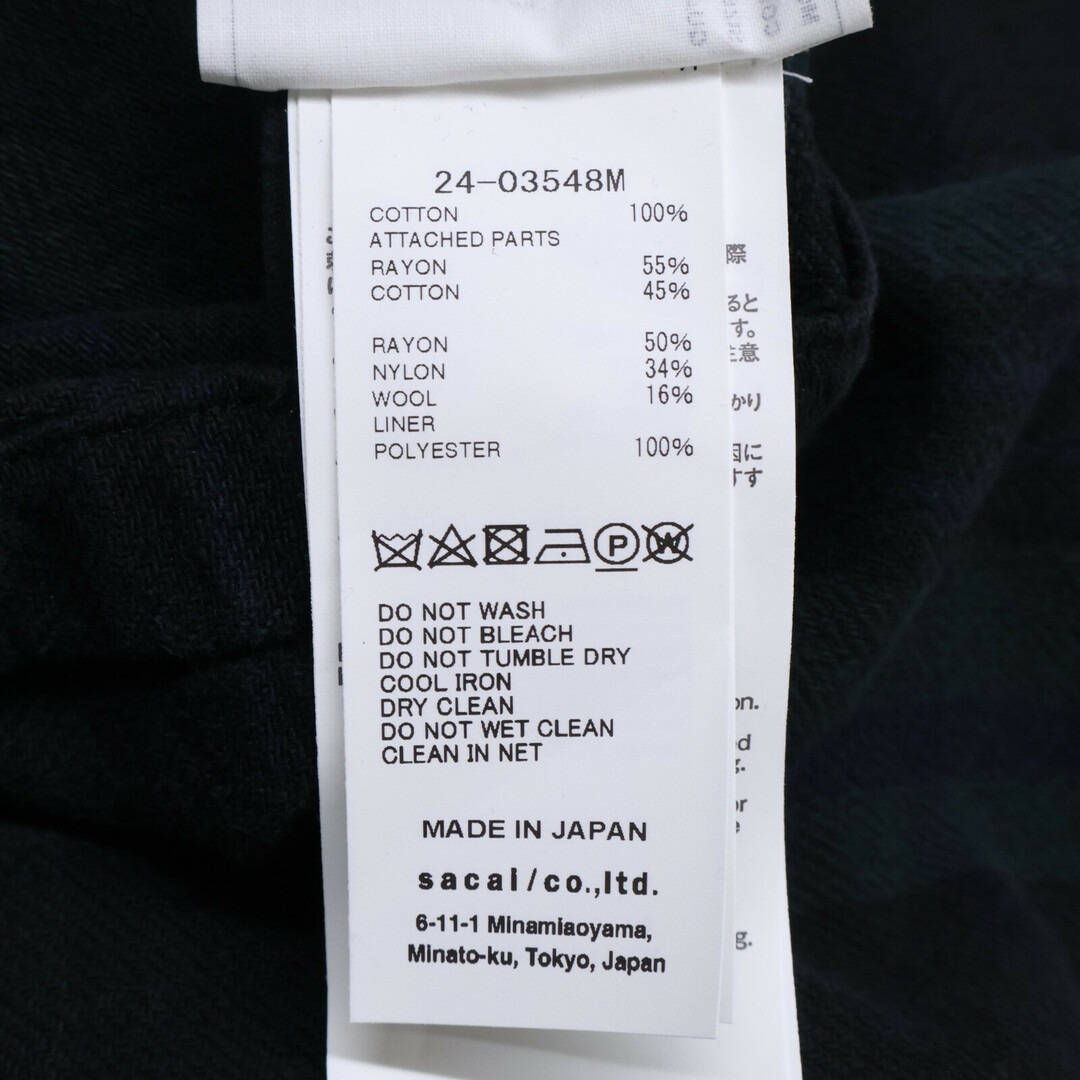 24-03548M
COTTON 100%
ATTACHED PARTS
RAYON 55%
COTTON 45%
RAYON 50%
NYLON 34%
WOOL 16%
LINER
POLYESTER 100%
P W
DO NOT WASH
DO NOT BLEACH
DO NOT TUMBLE DRY
COOL IRON
DRY CLEAN
DO NOT WET CLEAN
CLEAN IN NET
MADE IN JAPAN
sacai/co.,ltd.
6-11-1 Minamiaoyama,
Minato-ku, Tokyo, Japan